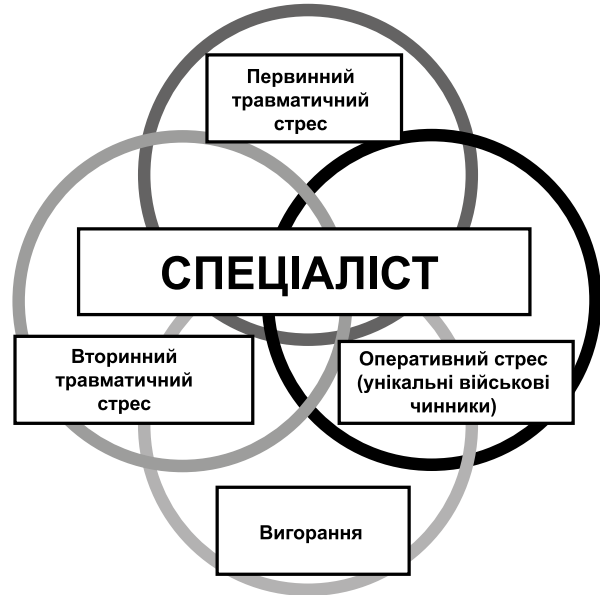 Первинний
травматичний
стрес
СПЕЦІАЛІСТ
Вторинний
травматичний
стрес
Оперативний стрес
(унікальні військові
чинники)
Вигорання